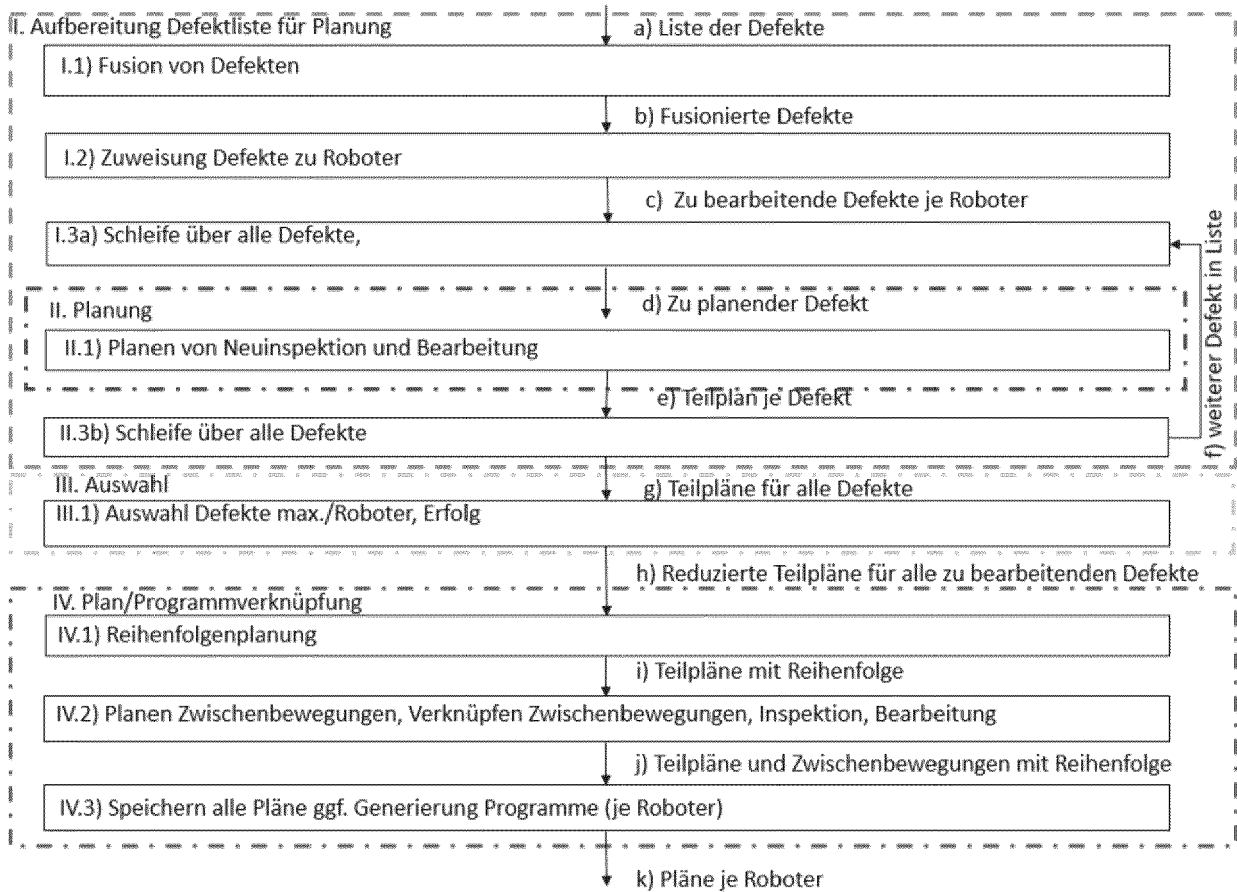 I. Aufbereitung Defektliste für Planung
a) Liste der Defekte
I.1) Fusion von Defekten
b) Fusionierte Defekte
I.2) Zuweisung Defekte zu Roboter
c) Zu bearbeitende Defekte je Roboter
I.3a) Schleife über alle Defekte,
f) weiterer Defekt in Liste
d) Zu planender Defekt
II. Planung
II.1) Planen von Neuinspektion und Bearbeitung
e) Teilplan je Defekt
II.3b) Schleife über alle Defekte
III. Auswahl
g) Teilpläne für alle Defekte
III.1) Auswahl Defekte max./Roboter, Erfolg
h) Reduzierte Teilpläne für alle zu bearbeitenden Defekte
IV. Plan/Programmverknüpfung
IV.1) Reihenfolgenplanung
i) Teilpläne mit Reihenfolge
IV.2) Planen Zwischenbewegungen, Verknüpfen Zwischenbewegungen, Inspektion, Bearbeitung
j) Teilpläne und Zwischenbewegungen mit Reihenfolge
IV.3) Speichern alle Pläne ggf. Generierung Programme (je Roboter)
k) Pläne je Roboter